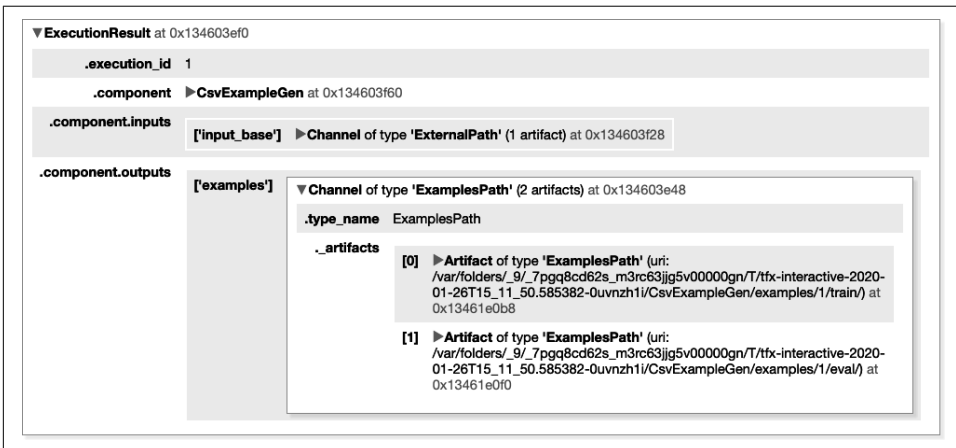 ▼ExecutionResult at 0x134603ef0
.execution_id 1
.component ▶CsvExampleGen at 0x134603f60
.component.inputs
['input_base'] ▶Channel of type 'ExternalPath' (1 artifact) at 0x134603f28
.component.outputs
['examples'] ▼Channel of type 'ExamplesPath' (2 artifacts) at 0x134603e48
.type_name ExamplesPath
._artifacts
[0] ▶Artifact of type 'ExamplesPath' (uri:
/var/folders/_9/_7pgq8cd62s_m3rc63jjg5v00000gn/T/tfx-interactive-2020-
01-26T15_11_50.585382-0uvnzh1i/CsvExampleGen/examples/1/train/) at
0x13461e0b8
[1] ▶Artifact of type 'ExamplesPath' (uri:
/var/folders/_9/_7pgq8cd62s_m3rc63jjg5v00000gn/T/tfx-interactive-2020-
01-26T15_11_50.585382-0uvnzh1i/CsvExampleGen/examples/1/eval/) at
0x13461e0f0